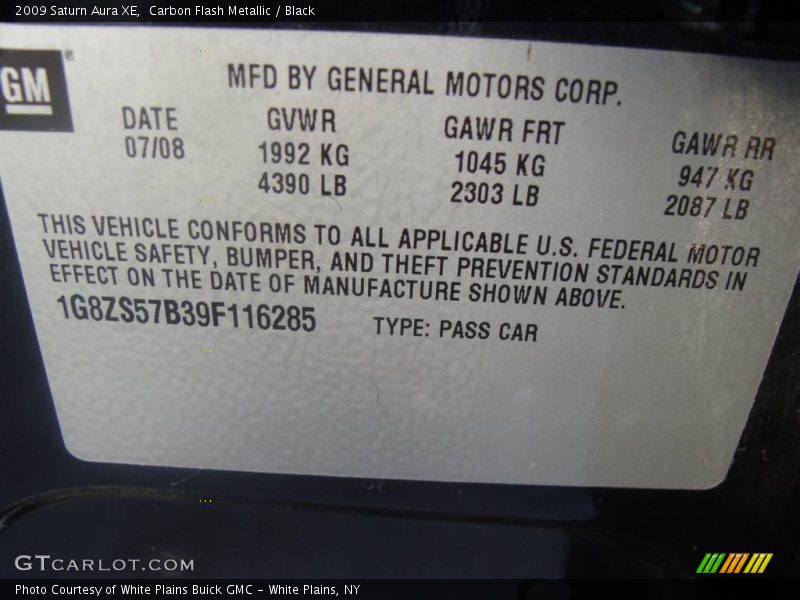 2009 Saturn Aura XE, Carbon Flash Metallic / Black
GM
MFD BY GENERAL MOTORS CORP.
DATE GVWR GAWR FRT GAWR RR
07/08 1992 KG 1045 KG 947 KG
4390 LB 2303 LB 2087 LB
THIS VEHICLE CONFORMS TO ALL APPLICABLE U.S. FEDERAL MOTOR
VEHICLE SAFETY, BUMPER, AND THEFT PREVENTION STANDARDS IN
EFFECT ON THE DATE OF MANUFACTURE SHOWN ABOVE.
1G8ZS57B39F116285 TYPE: PASS CAR
GTCARLOT.COM
Photo Courtesy of White Plains Buick GMC - White Plains, NY